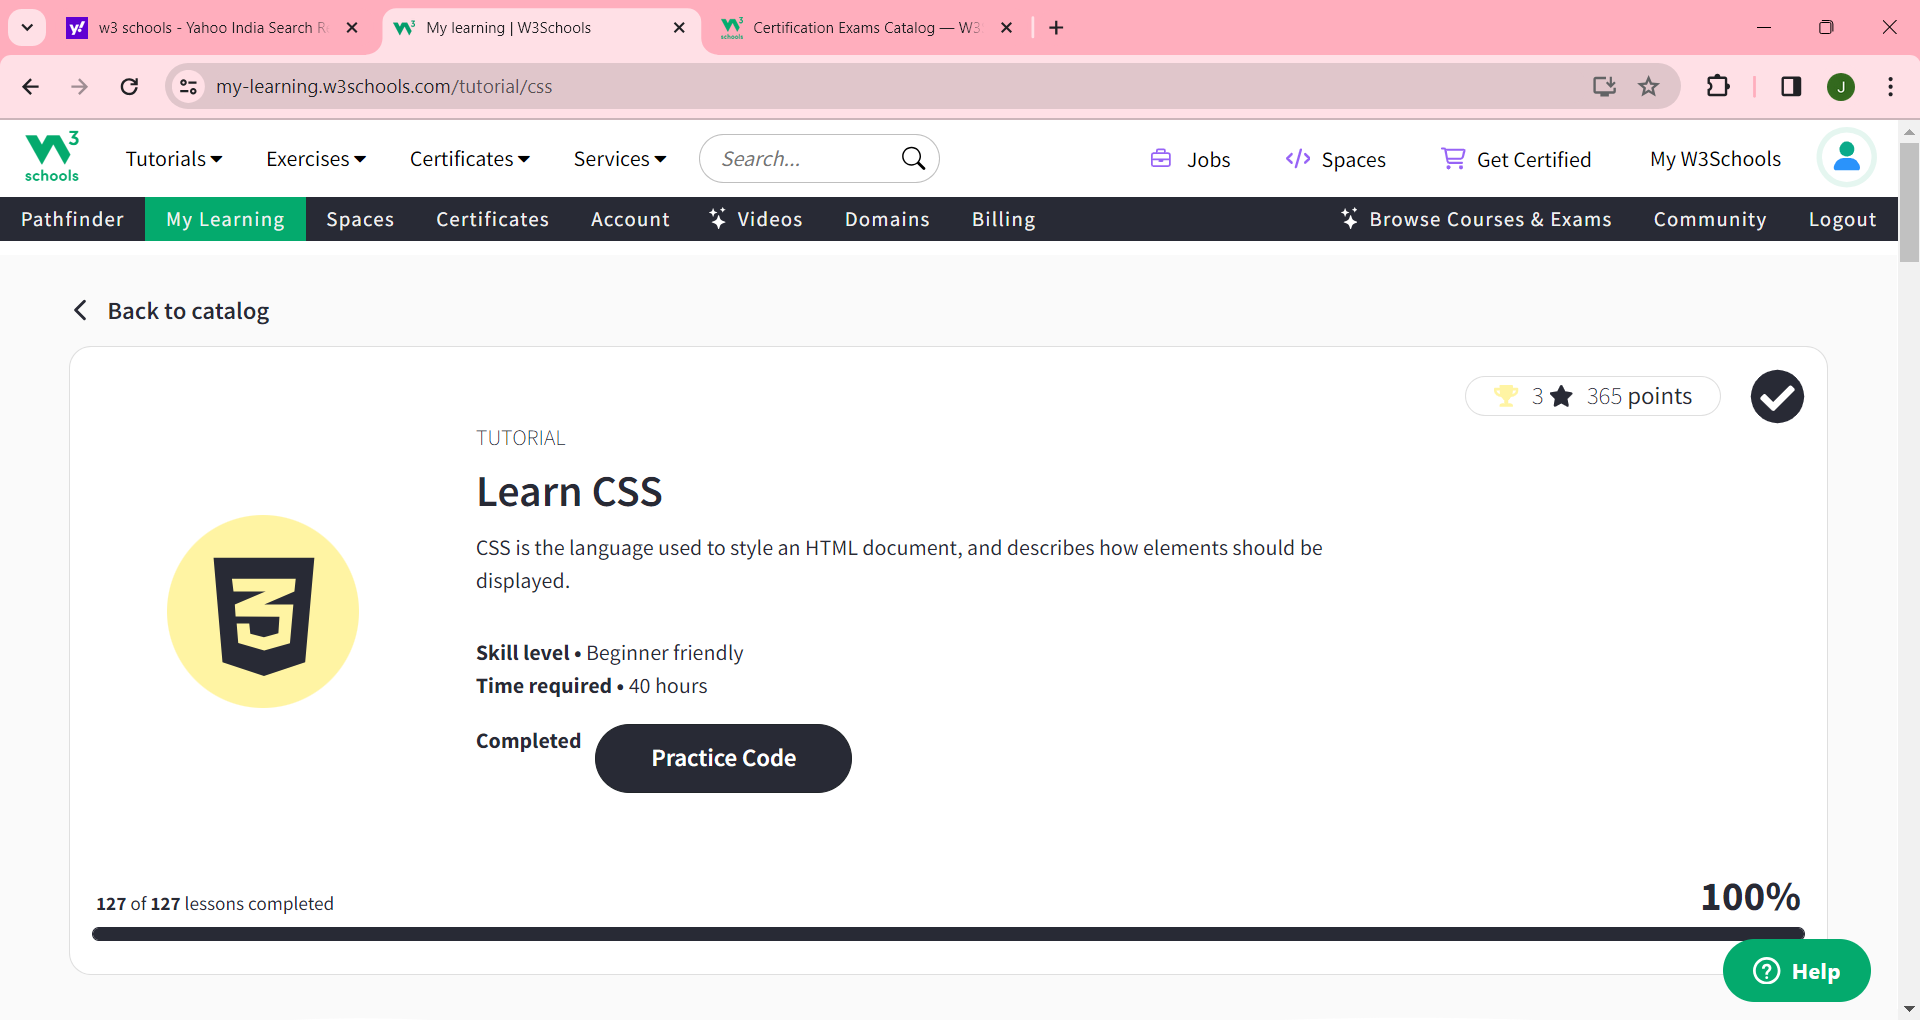 w3 schools - Yahoo India Search R
My learning | W3Schools
Certification Exams Catalog — W3
my-learning.w3schools.com/tutorial/css
J
3
schools
Tutorials
Exercises
Certificates
Services
Search...
Jobs
Spaces
Get Certified
My W3Schools
Pathfinder
My Learning
Spaces
Certificates
Account
Videos
Domains
Billing
Browse Courses & Exams
Community
Logout
Back to catalog
3 365 points
TUTORIAL
Learn CSS
CSS is the language used to style an HTML document, and describes how elements should be
displayed.
Skill level • Beginner friendly
Time required • 40 hours
Completed
Practice Code
127 of 127 lessons completed
100%
Help